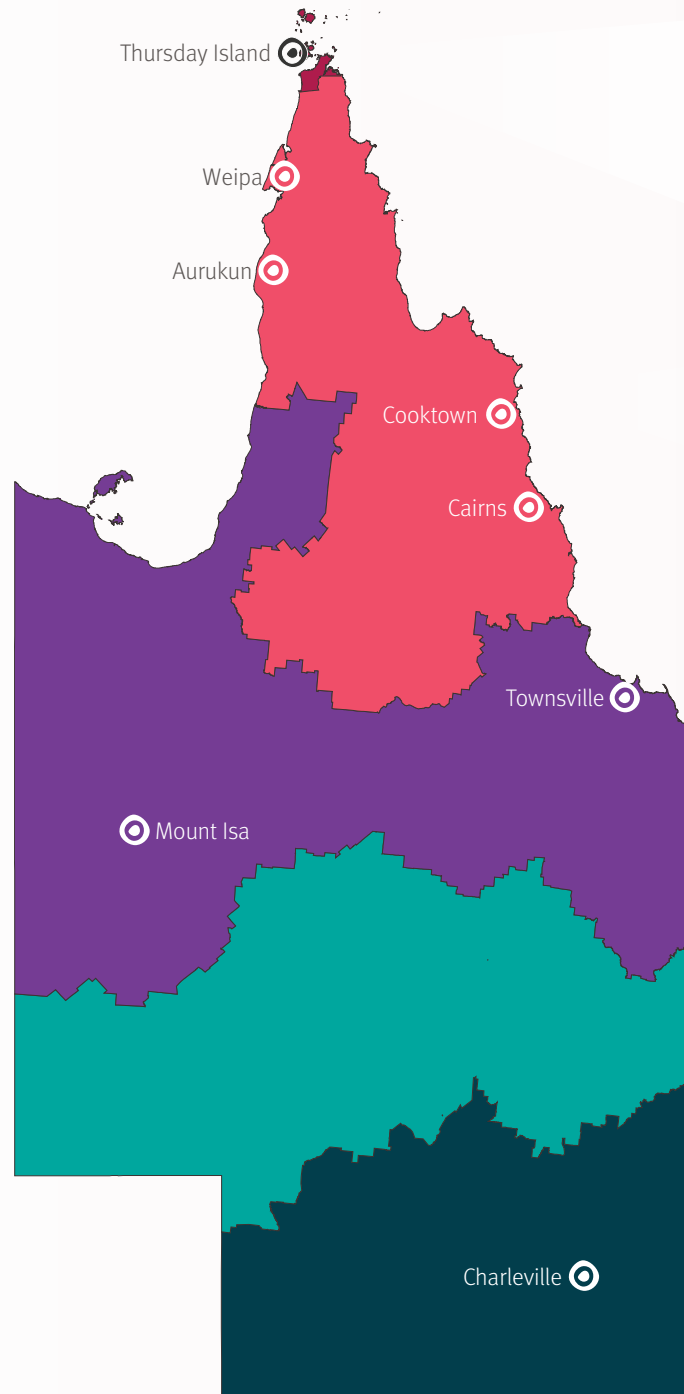 Thursday Island
Weipa
Aurukun
Cooktown
Cairns
Townsville
Mount Isa
Charleville